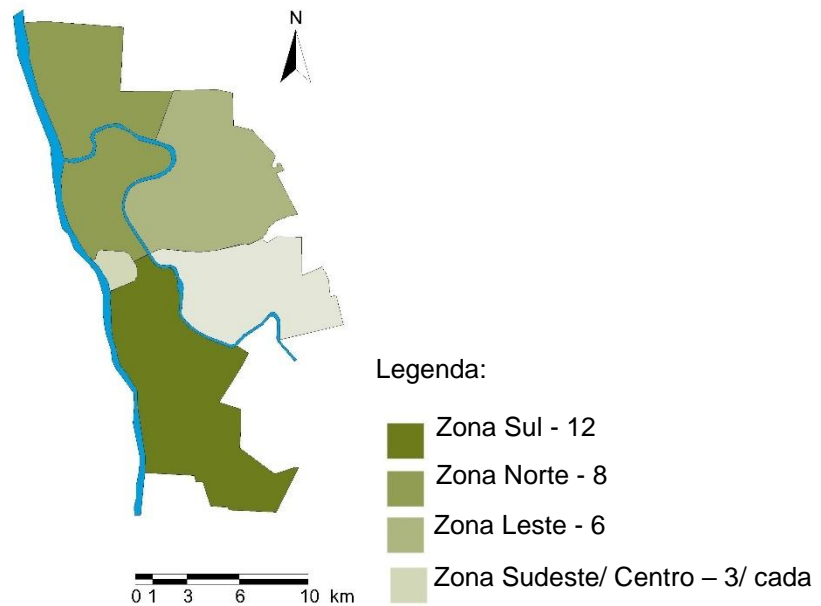 N
Legenda:
Zona Sul - 12
Zona Norte - 8
Zona Leste - 6
Zona Sudeste/ Centro – 3/ cada
0 1 3 6 10 km